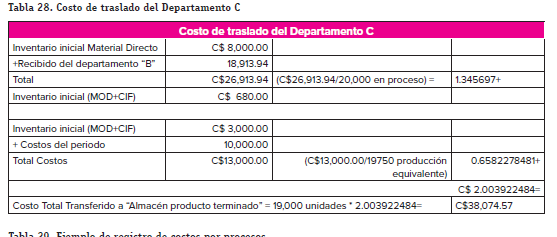 Tabla 28. Costo de traslado del Departamento C
Costo de traslado del Departamento C
Inventario inicial Material Directo C$ 8,000.00
+Recibido del departamento “B” 18,913.94
Total C$26,913.94 (C$26,913.94/20,000 en proceso) = 1.345697+
Inventario inicial (MOD+CIF) C$ 680.00
Inventario inicial (MOD+CIF) C$ 3,000.00
+ Costos del periodo 10,000.00
Total Costos C$13,000.00 (C$13,000.00/19750 producción equivalente) 0.6582278481+
C$ 2.003922484=
Costo Total Transferido a “Almacén producto terminado” = 19,000 unidades * 2.003922484= C$38,074.57
Tabla 29. Ejemplo de registro de costos por procesos